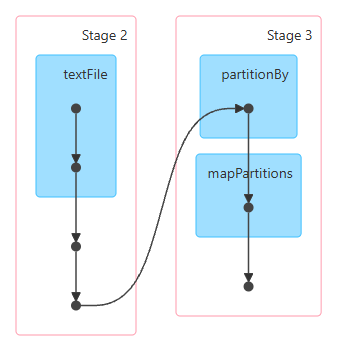 Stage 2
textFile
Stage 3
partitionBy
mapPartitions